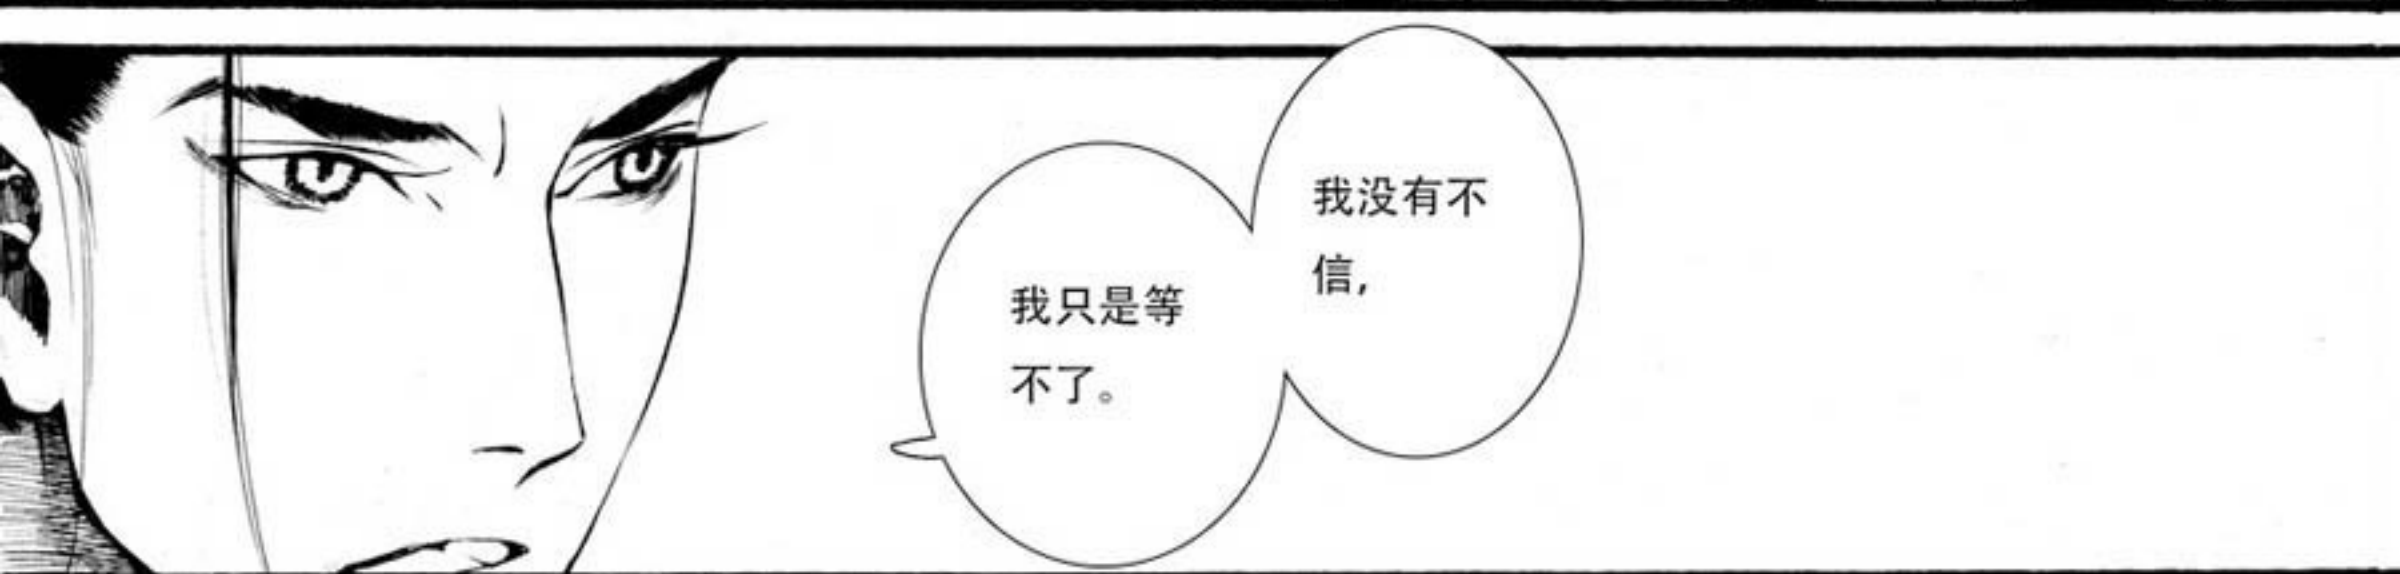 我没有不
信，
我只是等
不了。